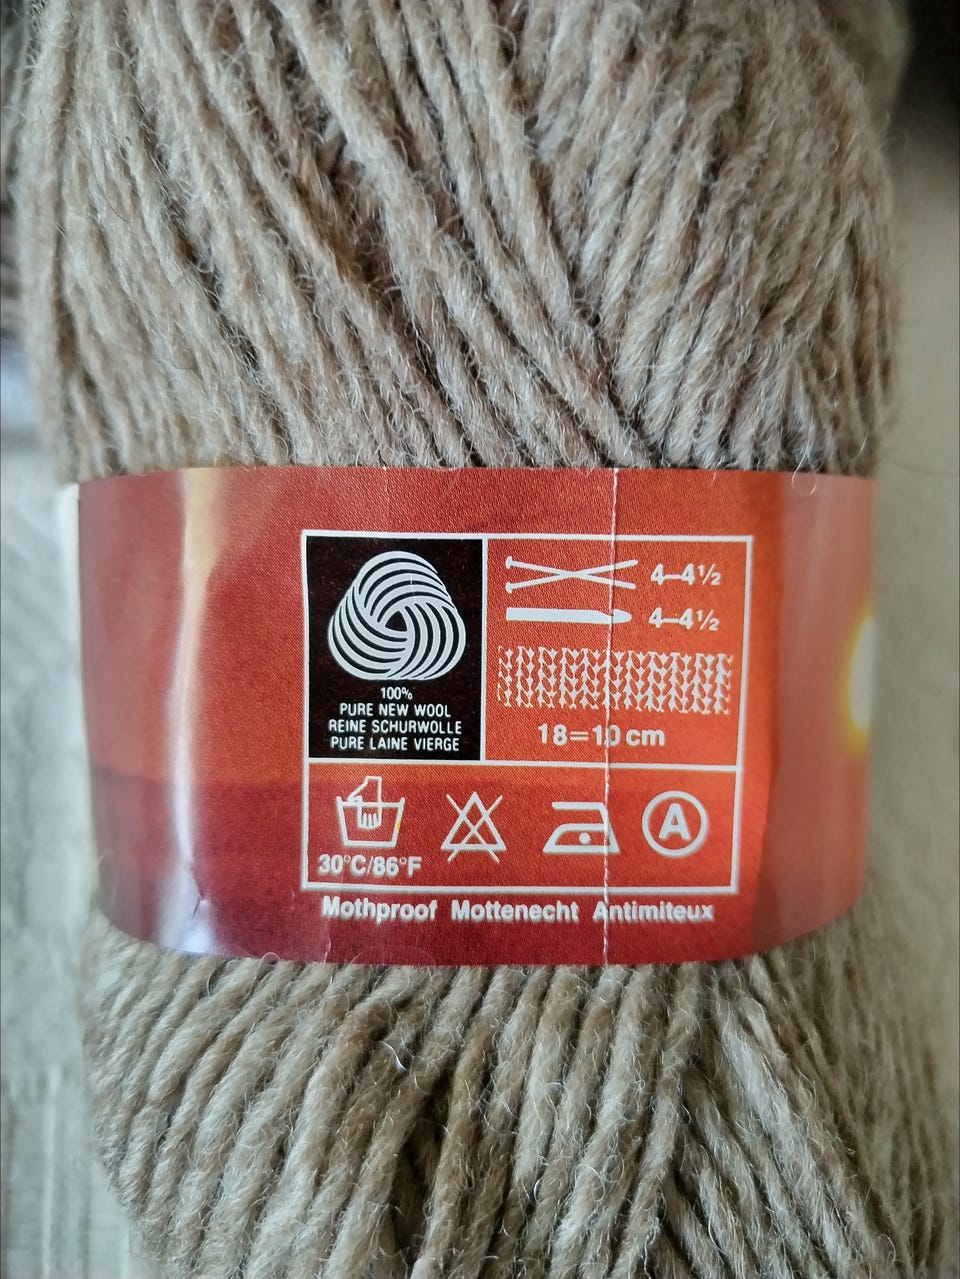 100%
PURE NEW WOOL
REINE SCHURWOLLE
PURE LAINE VIERGE
4–4½
4–4½
18=10 cm
30°C/86°F
A
Mothproof Mottenecht Antimiteux